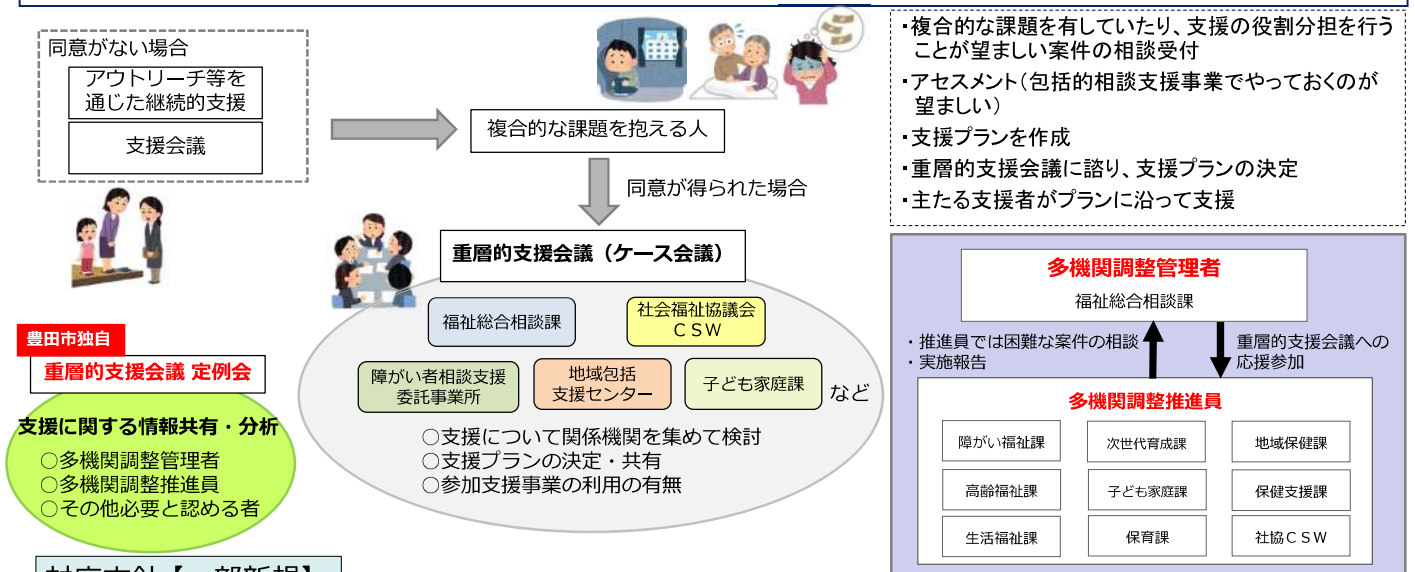 同意がない場合
アウトリーチ等を
通じた継続的支援
支援会議
複合的な課題を抱える人
同意が得られた場合
重層的支援会議（ケース会議）
福祉総合相談課
社会福祉協議会
ＣＳＷ
障がい者相談支援
委託事業所
地域包括
支援センター
子ども家庭課
など
○支援について関係機関を集めて検討
○支援プランの決定・共有
○参加支援事業の利用の有無
豊田市独自
重層的支援会議 定例会
支援に関する情報共有・分析
○多機関調整管理者
○多機関調整推進員
○その他必要と認める者
・複合的な課題を有していたり、支援の役割分担を行う
ことが望ましい案件の相談受付
・アセスメント（包括的相談支援事業でやっておくのが
望ましい）
・支援プランを作成
・重層的支援会議に諮り、支援プランの決定
・主たる支援者がプランに沿って支援
多機関調整管理者
福祉総合相談課
・推進員では困難な案件の相談
・実施報告
重層的支援会議への
応援参加
多機関調整推進員
障がい福祉課
次世代育成課
地域保健課
高齢福祉課
子ども家庭課
保健支援課
生活福祉課
保育課
社協ＣＳＷ